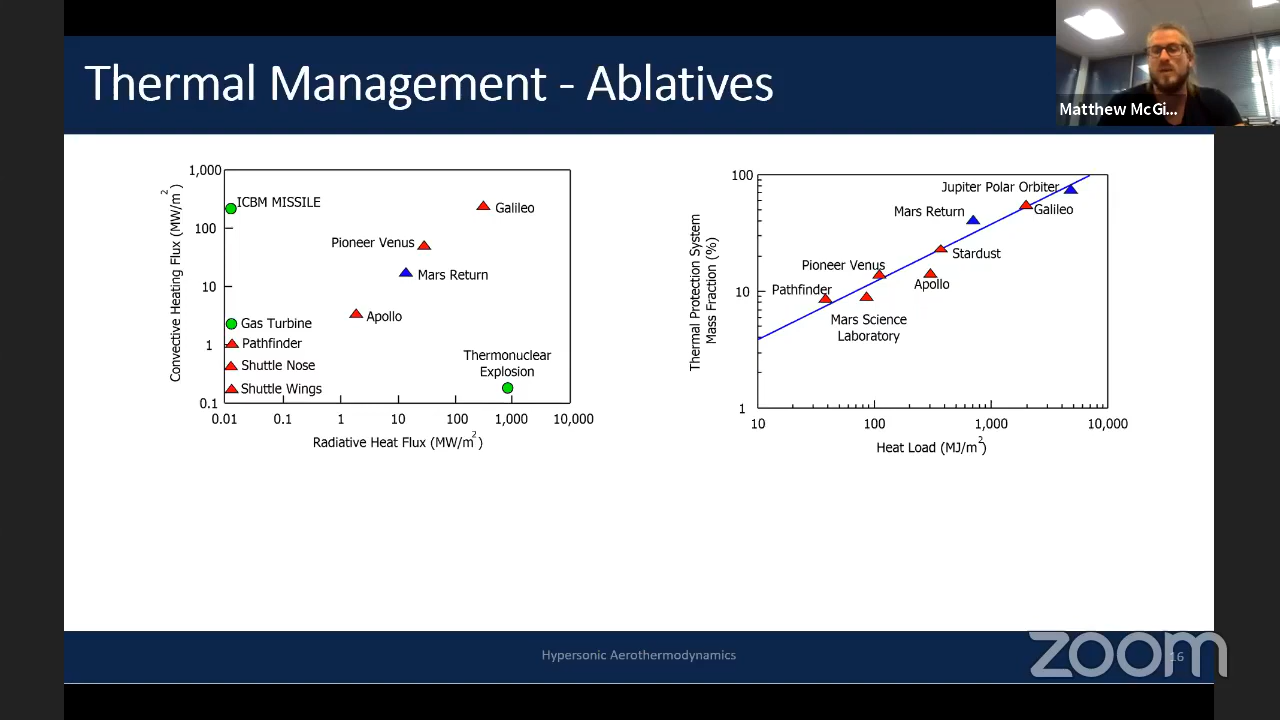 Thermal Management - Ablatives
Matthew McGi...
1,000
100
10
1
0.1
Convective Heating Flux (MW/m²)
ICBM MISSILE
Galileo
Pioneer Venus
Mars Return
Apollo
Gas Turbine
Pathfinder
Shuttle Nose
Shuttle Wings
Thermonuclear
Explosion
0.01 0.1 1 10 100 1,000 10,000
Radiative Heat Flux (MW/m²)
100
10
1
Thermal Protection System
Mass Fraction (%)
Jupiter Polar Orbiter
Mars Return
Galileo
Stardust
Pioneer Venus
Apollo
Pathfinder
Mars Science
Laboratory
10 100 1,000 10,000
Heat Load (MJ/m²)
Hypersonic Aerothermodynamics
16
zoom